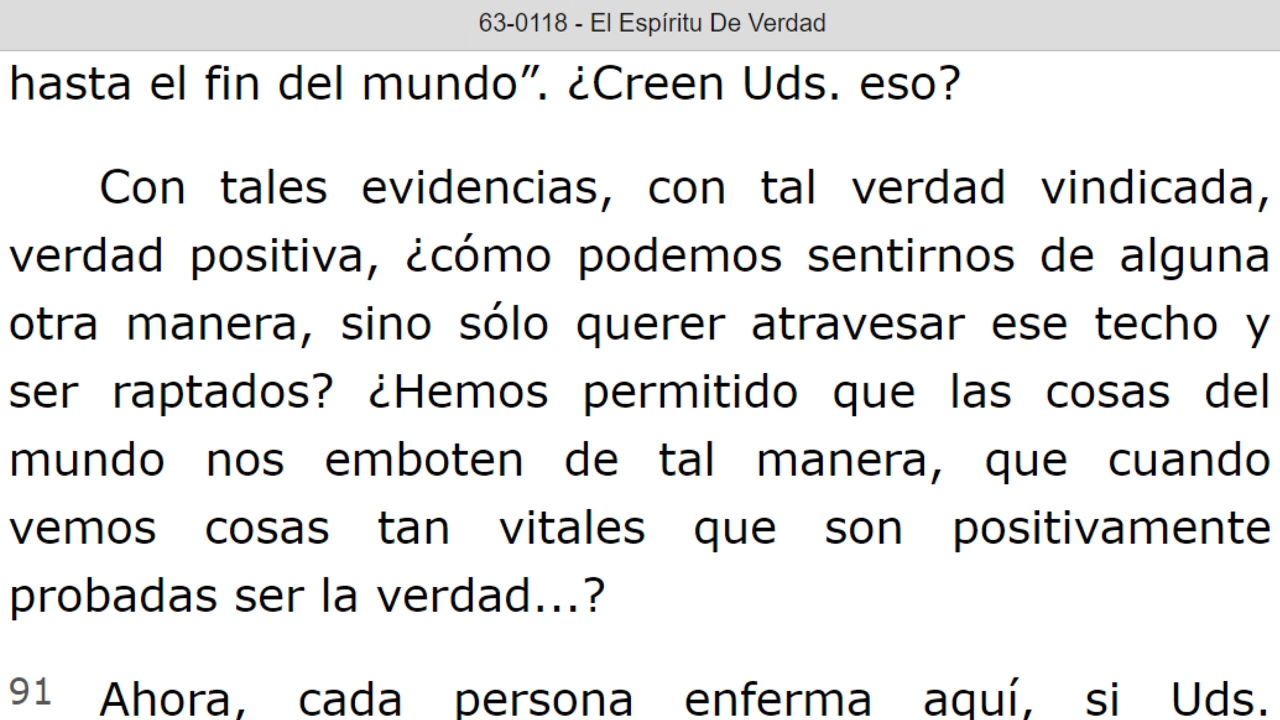 63-0118 - El Espíritu De Verdad
hasta el fin del mundo”. ¿Creen Uds. eso?
Con tales evidencias, con tal verdad vindicada,
verdad positiva, ¿cómo podemos sentirnos de alguna
otra manera, sino sólo querer atravesar ese techo y
ser raptados? ¿Hemos permitido que las cosas del
mundo nos emboten de tal manera, que cuando
vemos cosas tan vitales que son positivamente
probadas ser la verdad...?
91 Ahora, cada persona enferma aquí, si Uds.